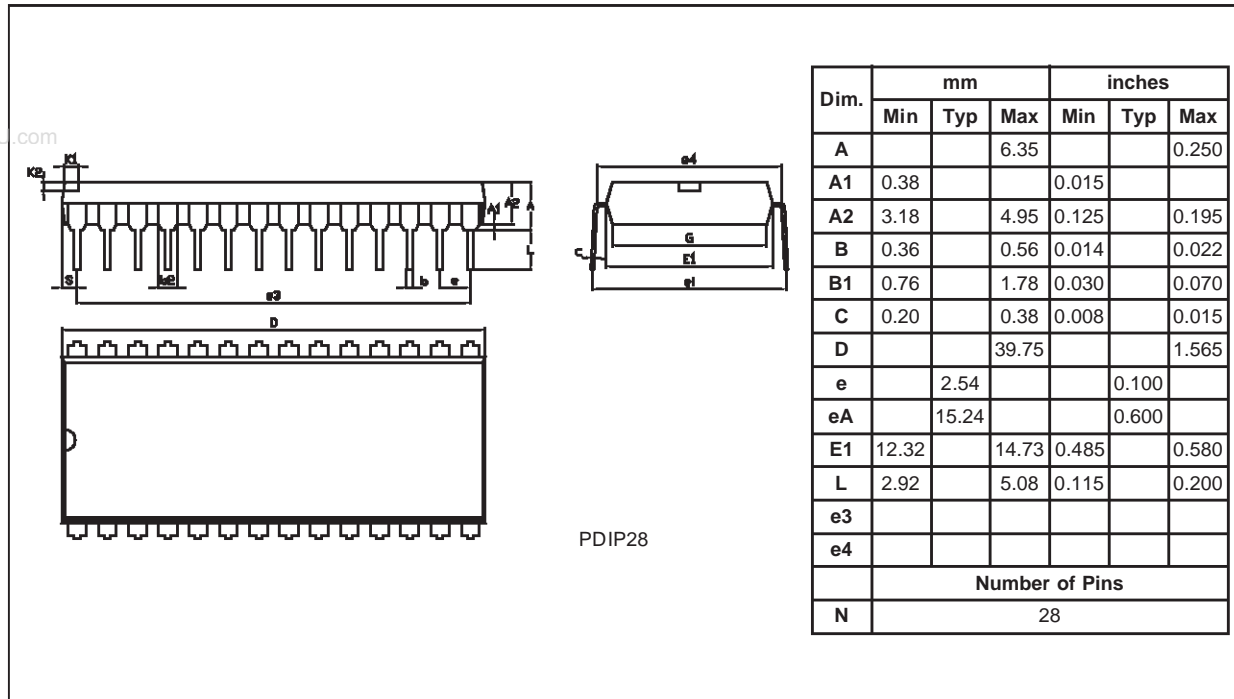 U.com
K1
K2
A1
A2
A
L
S
b2
b
e
e3
D
e4
G
C
E1
e1
PDIP28
Dim. mm inches
Min Typ Max Min Typ Max
A 6.35 0.250
A1 0.38 0.015
A2 3.18 4.95 0.125 0.195
B 0.36 0.56 0.014 0.022
B1 0.76 1.78 0.030 0.070
C 0.20 0.38 0.008 0.015
D 39.75 1.565
e 2.54 0.100
eA 15.24 0.600
E1 12.32 14.73 0.485 0.580
L 2.92 5.08 0.115 0.200
e3
e4
Number of Pins
N 28